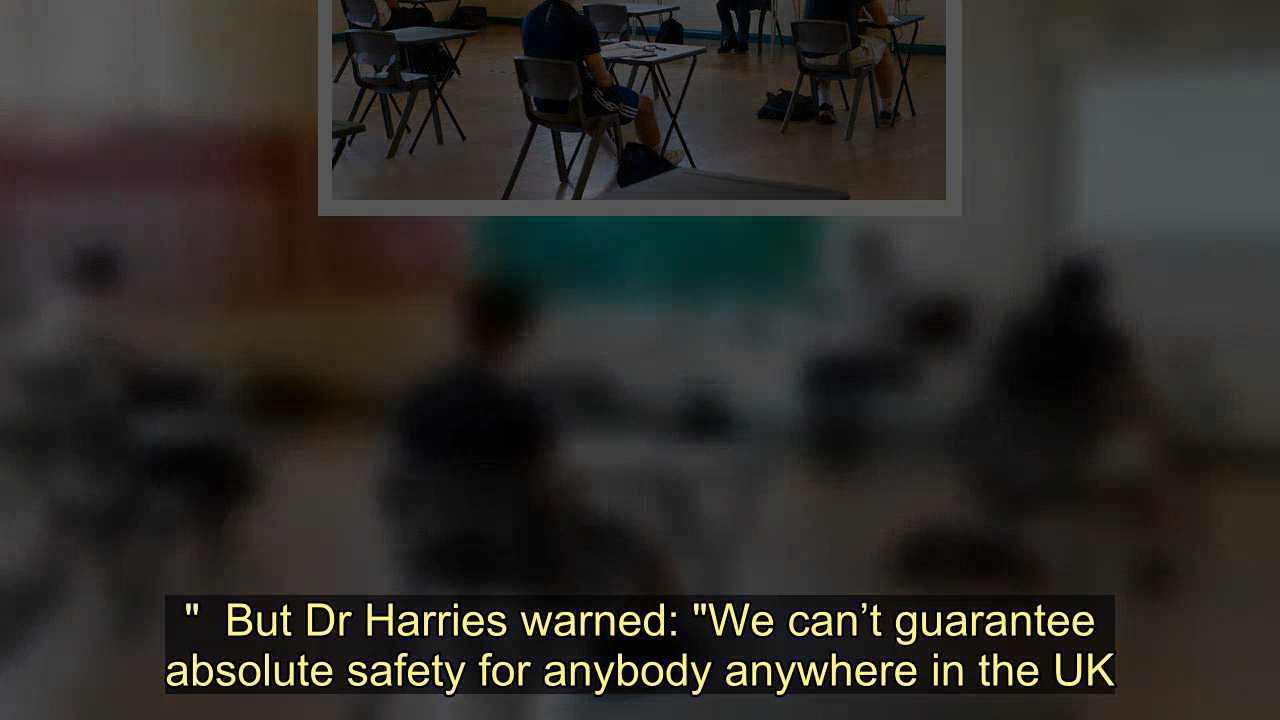 "  But Dr Harries warned: "We can’t guarantee
absolute safety for anybody anywhere in the UK